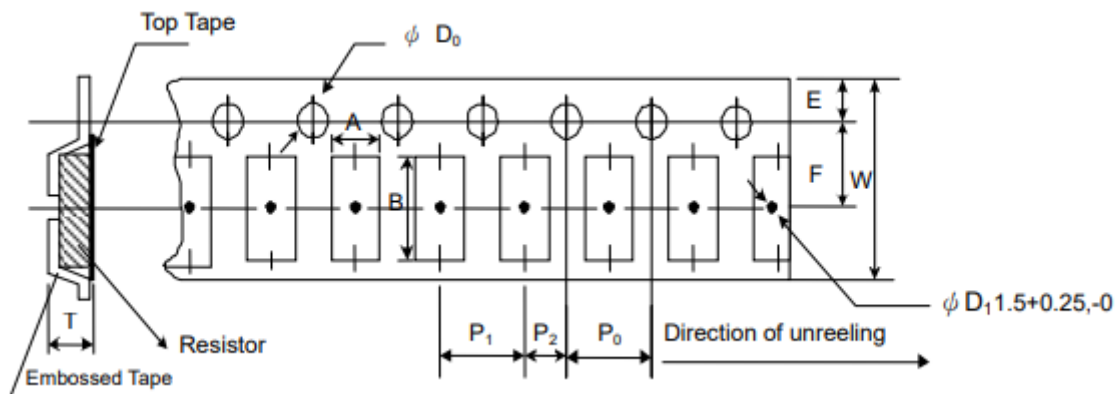 Top Tape
ψ D₀
E
A
F
W
B
ψ D₁1.5+0.25,-0
T
P₁
P₂
P₀
Direction of unreeling
Resistor
Embossed Tape